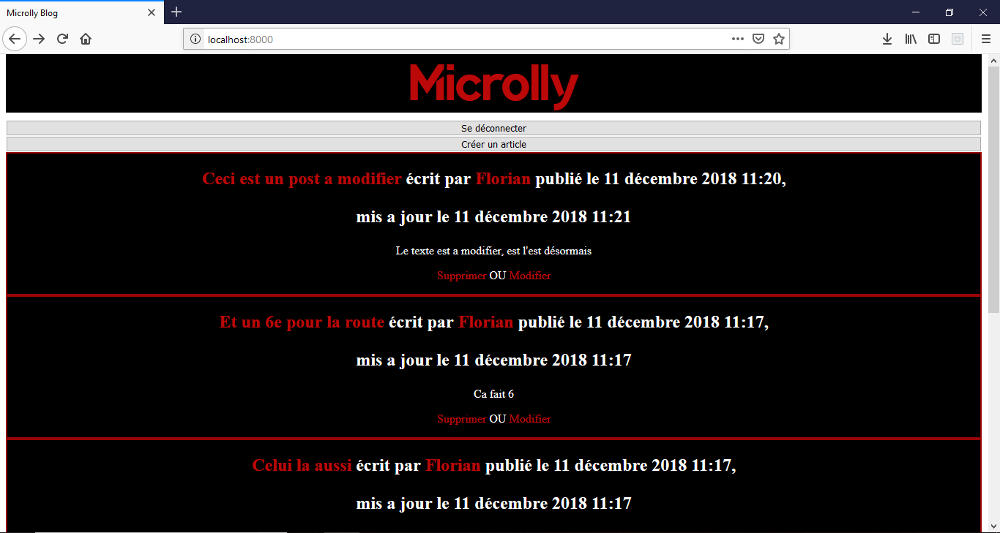 Microlly Blog
localhost:8000
Microlly
Se déconnecter
Créer un article
Ceci est un post a modifier écrit par Florian publié le 11 décembre 2018 11:20,
mis a jour le 11 décembre 2018 11:21
Le texte est a modifier, est l'est désormais
Supprimer OU Modifier
Et un 6e pour la route écrit par Florian publié le 11 décembre 2018 11:17,
mis a jour le 11 décembre 2018 11:17
Ca fait 6
Supprimer OU Modifier
Celui la aussi écrit par Florian publié le 11 décembre 2018 11:17,
mis a jour le 11 décembre 2018 11:17